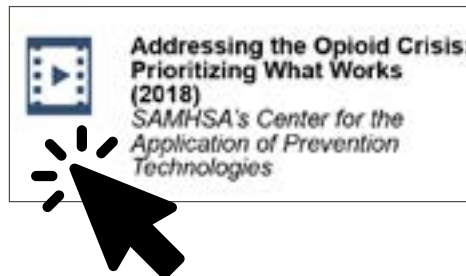 Addressing the Opioid Crisis:
Prioritizing What Works
(2018)
SAMHSA's Center for the
Application of Prevention
Technologies